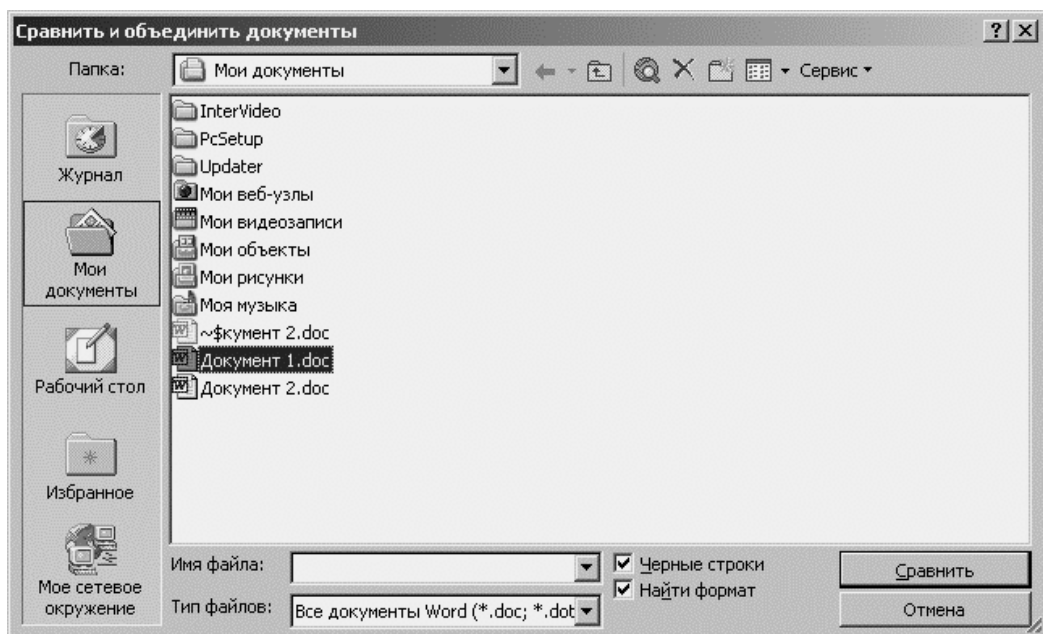 Сравнить и объединить документы
Папка:
Мои документы
Сервис
Журнал
Мои
документы
Рабочий стол
Избранное
Мое сетевое
окружение
InterVideo
PcSetup
Updater
Мои веб-узлы
Мои видеозаписи
Мои объекты
Мои рисунки
Моя музыка
~$кумент 2.doc
Документ 1.doc
Документ 2.doc
Имя файла:
Черные строки
Сравнить
Найти формат
Тип файлов:
Все документы Word (*.doc; *.dot
Отмена